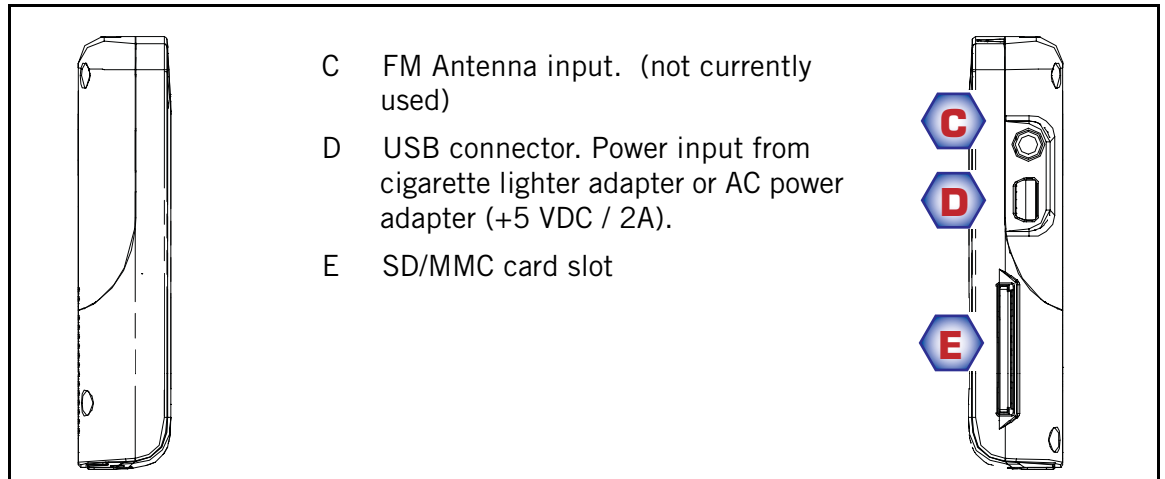 C FM Antenna input. (not currently
used)
D USB connector. Power input from
cigarette lighter adapter or AC power
adapter (+5 VDC / 2A).
E SD/MMC card slot
C
D
E